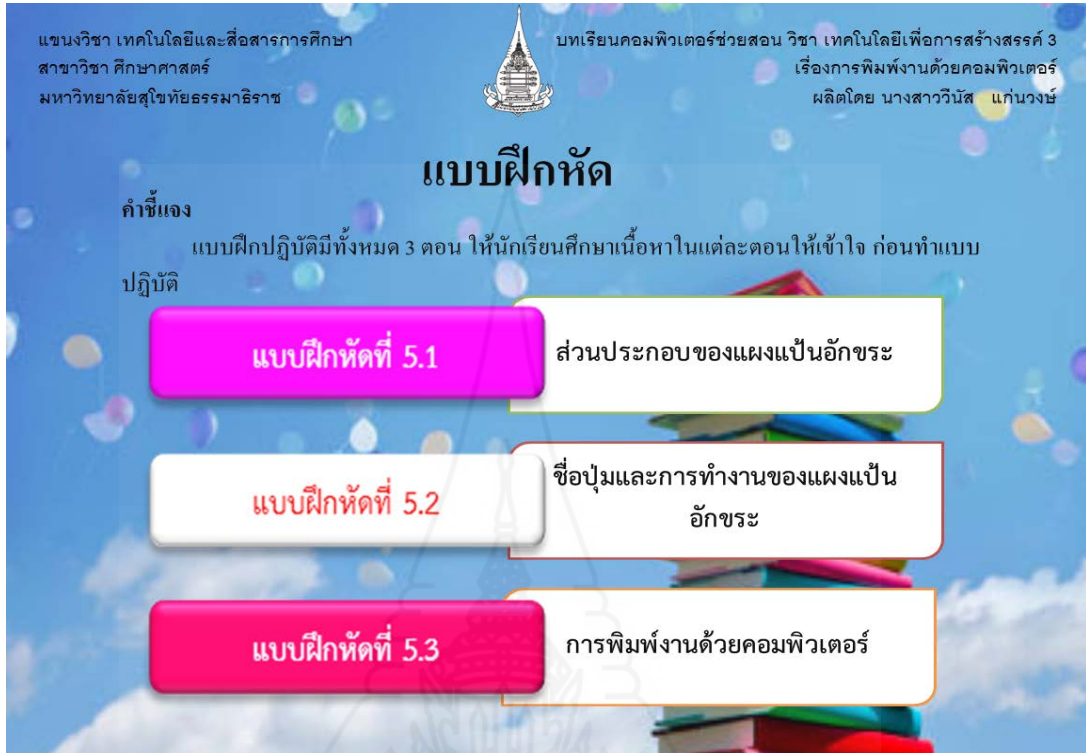 แขนงวิชา เทคโนโลยีและสื่อสารการศึกษา
สาขาวิชา ศึกษาศาสตร์
มหาวิทยาลัยสุโขทัยธรรมาธิราช
บทเรียนคอมพิวเตอร์ช่วยสอน วิชา เทคโนโลยีเพื่อการสร้างสรรค์ 3
เรื่องการพิมพ์งานด้วยคอมพิวเตอร์
ผลิตโดย นางสาววีนัส แก่นวงษ์
แบบฝึกหัด
คำชี้แจง
แบบฝึกปฏิบัติมีทั้งหมด 3 ตอน ให้นักเรียนศึกษาเนื้อหาในแต่ละตอนให้เข้าใจ ก่อนทำแบบ
ปฏิบัติ
แบบฝึกหัดที่ 5.1
ส่วนประกอบของแผงแป้นอักขระ
แบบฝึกหัดที่ 5.2
ชื่อปุ่มและการทำงานของแผงแป้น
อักขระ
แบบฝึกหัดที่ 5.3
การพิมพ์งานด้วยคอมพิวเตอร์